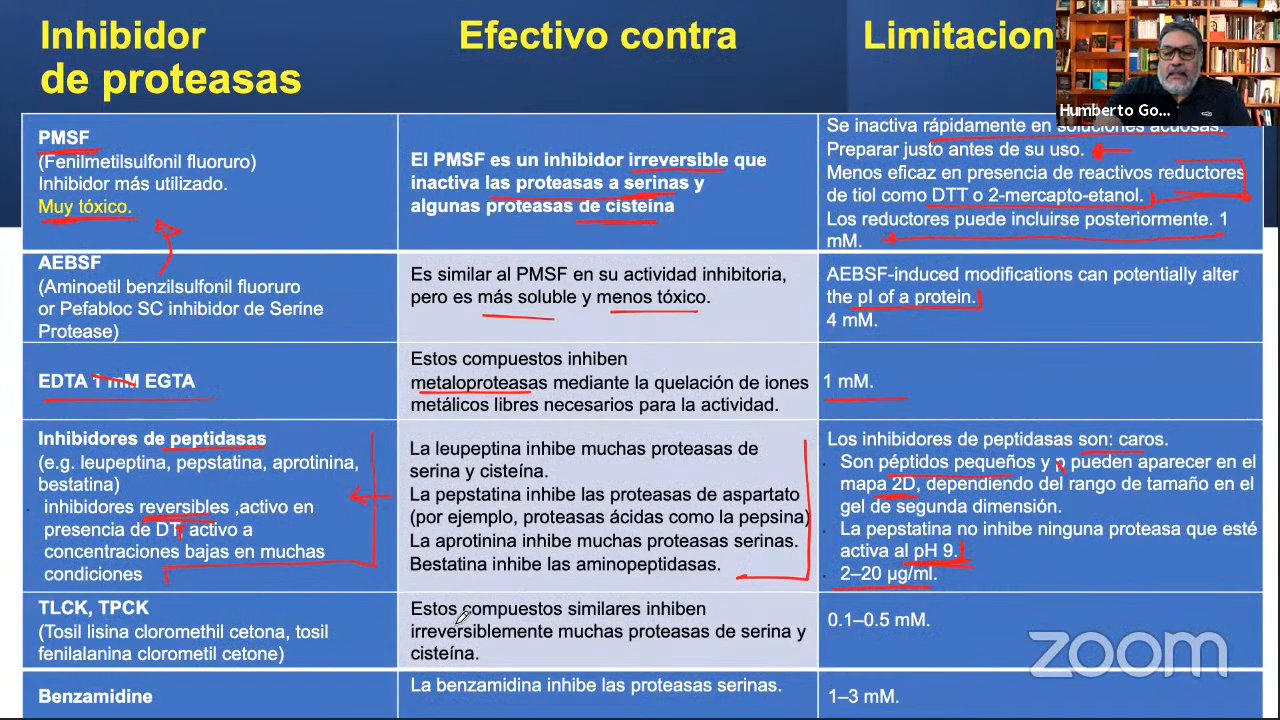 Inhibidor
de proteasas
Efectivo contra
Limitacion
Humberto Go...
PMSF
(Fenilmetilsulfonil fluoruro)
Inhibidor más utilizado.
Muy tóxico.
El PMSF es un inhibidor irreversible que
inactiva las proteasas a serinas y
algunas proteasas de cisteína
Se inactiva rápidamente en soluciones acuosas.
Preparar justo antes de su uso.
Menos eficaz en presencia de reactivos reductores
de tiol como DTT o 2-mercapto-etanol.
Los reductores puede incluirse posteriormente. 1
mM.
AEBSF
(Aminoetil benzilsulfonil fluoruro
or Pefabloc SC inhibidor de Serine
Protease)
Es similar al PMSF en su actividad inhibitoria,
pero es más soluble y menos tóxico.
AEBSF-induced modifications can potentially alter
the pI of a protein.
4 mM.
EDTA 1 mM EGTA
Estos compuestos inhiben
metaloproteasas mediante la quelación de iones
metálicos libres necesarios para la actividad.
1 mM.
Inhibidores de peptidasas
(e.g. leupeptina, pepstatina, aprotinina,
bestatina)
inhibidores reversibles ,activo en
presencia de DTT activo a
concentraciones bajas en muchas
condiciones
La leupeptina inhibe muchas proteasas de
serina y cisteína.
La pepstatina inhibe las proteasas de aspartato
(por ejemplo, proteasas ácidas como la pepsina)
La aprotinina inhibe muchas proteasas serinas.
Bestatina inhibe las aminopeptidasas.
Los inhibidores de peptidasas son: caros.
Son péptidos pequeños y p pueden aparecer en el
mapa 2D, dependiendo del rango de tamaño en el
gel de segunda dimensión.
La pepstatina no inhibe ninguna proteasa que esté
activa al pH 9.
2–20 µg/ml.
TLCK, TPCK
(Tosil lisina cloromethil cetona, tosil
fenilalanina clorometil cetone)
Estos compuestos similares inhiben
irreversiblemente muchas proteasas de serina y
cisteína.
0.1–0.5 mM.
zoom
Benzamidine
La benzamidina inhibe las proteasas serinas.
1–3 mM.